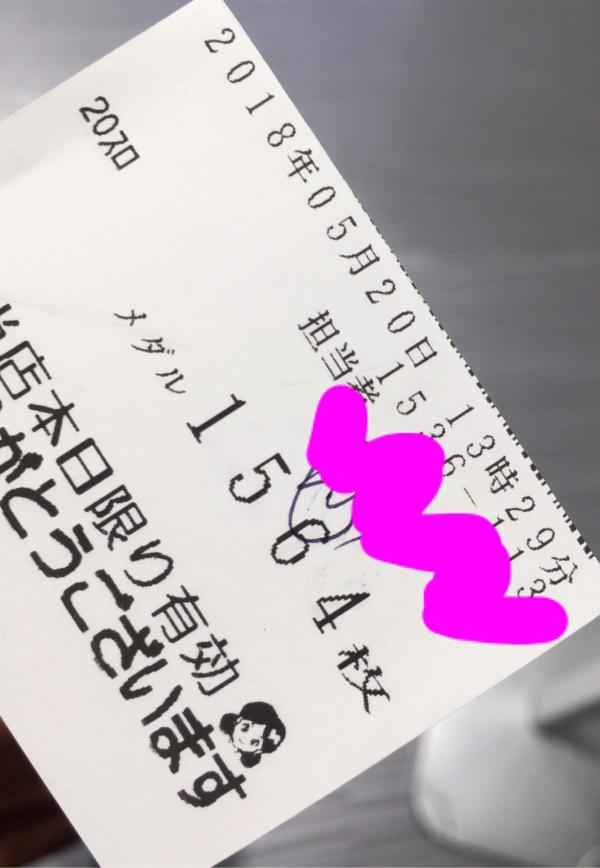 2018年05月20日 13時29分
1526-113
担当者
20スロ
メダル 1564枚
当店本日限り有効
がとうございます